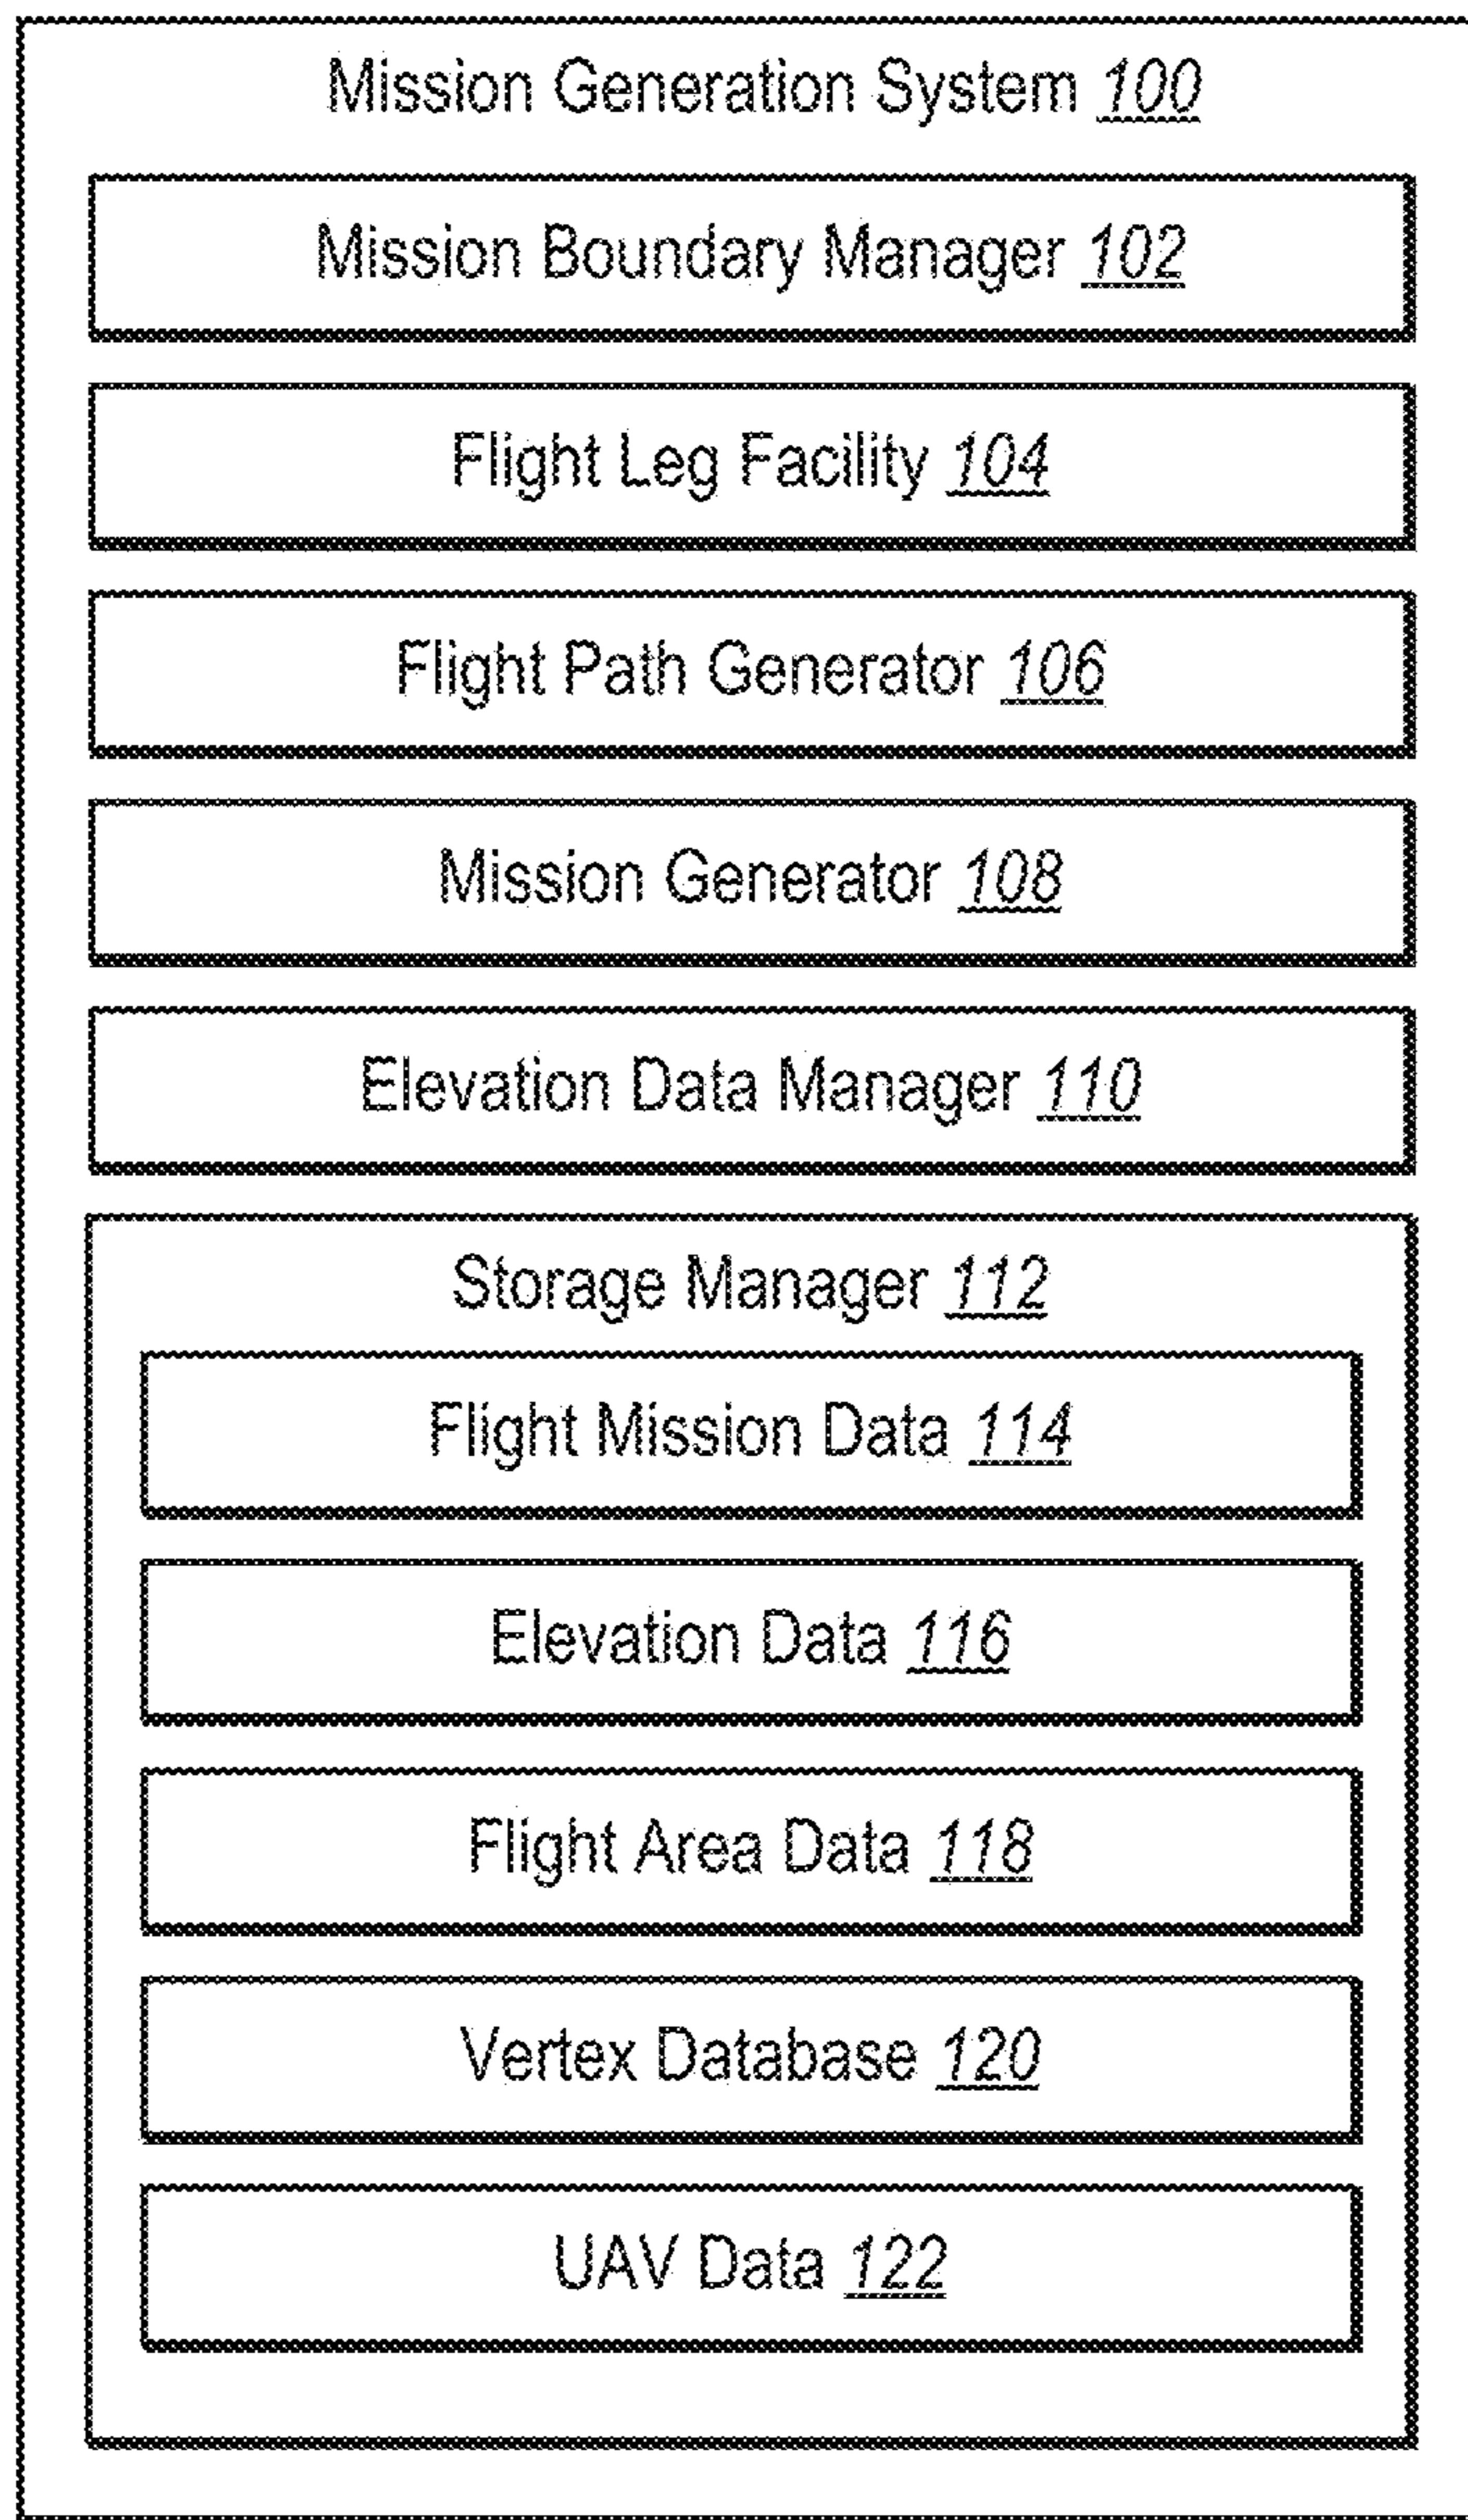 Mission Generation System 100
Mission Boundary Manager 102
Flight Leg Facility 104
Flight Path Generator 106
Mission Generator 108
Elevation Data Manager 110
Storage Manager 112
Flight Mission Data 114
Elevation Data 116
Flight Area Data 118
Vertex Database 120
UAV Data 122